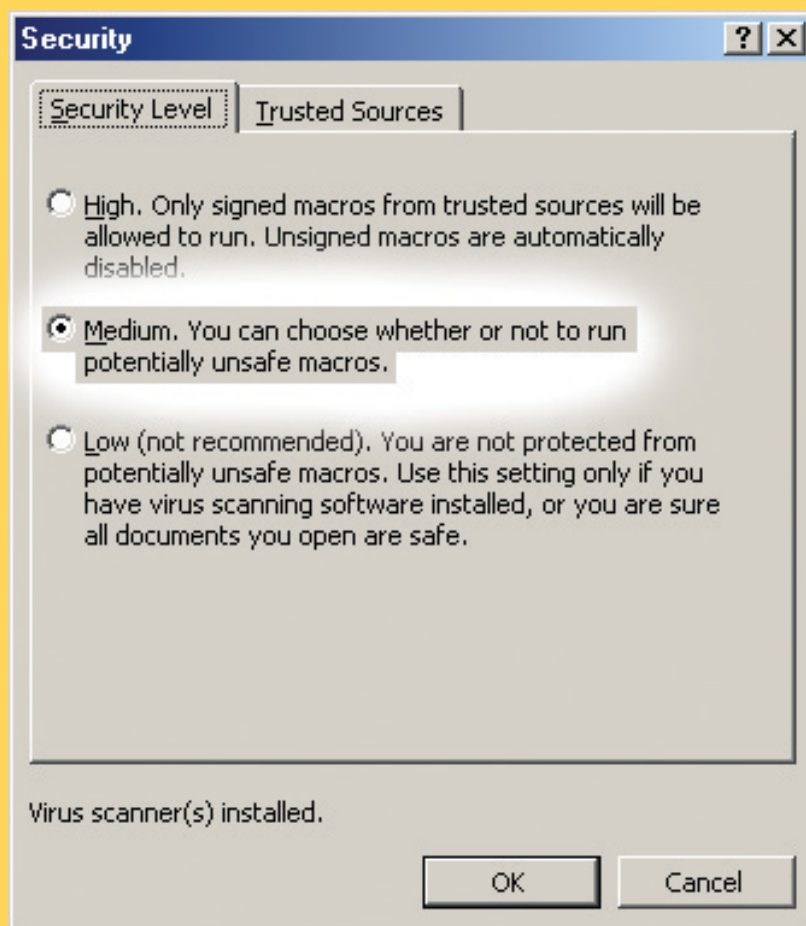 Security
Security Level
Trusted Sources
High. Only signed macros from trusted sources will be
allowed to run. Unsigned macros are automatically
disabled.
Medium. You can choose whether or not to run
potentially unsafe macros.
Low (not recommended). You are not protected from
potentially unsafe macros. Use this setting only if you
have virus scanning software installed, or you are sure
all documents you open are safe.
Virus scanner(s) installed.
OK
Cancel